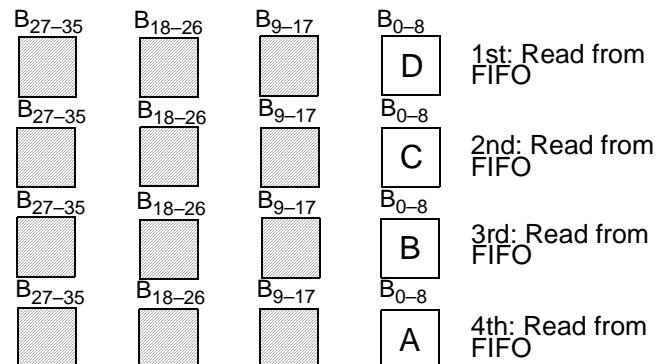 B27–35 B18–26 B9–17 B0–8
D 1st: Read from
FIFO
B27–35 B18–26 B9–17 B0–8
C 2nd: Read from
FIFO
B27–35 B18–26 B9–17 B0–8
B 3rd: Read from
FIFO
B27–35 B18–26 B9–17 B0–8
A 4th: Read from
FIFO